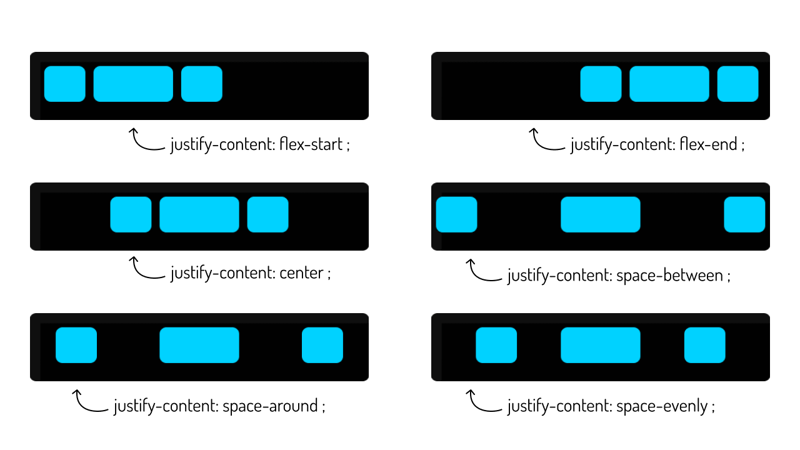 justify-content: flex-start ;
justify-content: flex-end ;
justify-content: center ;
justify-content: space-between ;
justify-content: space-around ;
justify-content: space-evenly ;